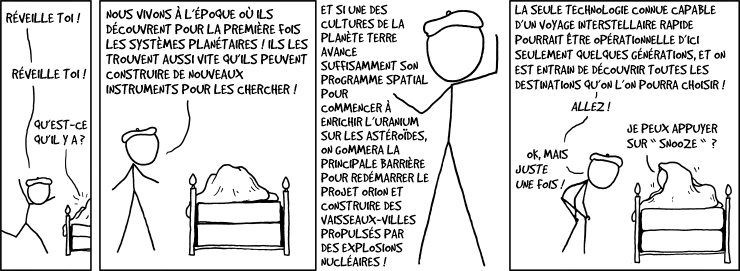 RÉVEILLE TOI !
RÉVEILLE TOI !
QU'EST-CE
QU'IL Y A ?
NOUS VIVONS À L'ÉPOQUE OÙ ILS
DÉCOUVRENT POUR LA PREMIÈRE FOIS
LES SYSTÈMES PLANÉTAIRES ! ILS LES
TROUVENT AUSSI VITE QU'ILS PEUVENT
CONSTRUIRE DE NOUVEAUX
INSTRUMENTS POUR LES CHERCHER !
ET SI UNE DES
CULTURES DE LA
PLANÈTE TERRE
AVANCE
SUFFISAMMENT SON
PROGRAMME SPATIAL
POUR
COMMENCER À
ENRICHIR L'URANIUM
SUR LES ASTÉROÏDES,
ON GOMMERA LA
PRINCIPALE BARRIÈRE
POUR REDÉMARRER LE
PROJET ORION ET
CONSTRUIRE DES
VAISSEAUX-VILLES
PROPULSÉS PAR
DES EXPLOSIONS
NUCLÉAIRES !
LA SEULE TECHNOLOGIE CONNUE CAPABLE
D'UN VOYAGE INTERSTELLAIRE RAPIDE
POURRAIT ÊTRE OPÉRATIONNELLE D'ICI
SEULEMENT QUELQUES GÉNÉRATIONS, ET ON
EST ENTRAIN DE DÉCOUVRIR TOUTES LES
DESTINATIONS QU'ON L'ON POURRA CHOISIR !
ALLEZ !
JE PEUX APPUYER
SUR "SNOOZE" ?
OK, MAIS
JUSTE
UNE FOIS !